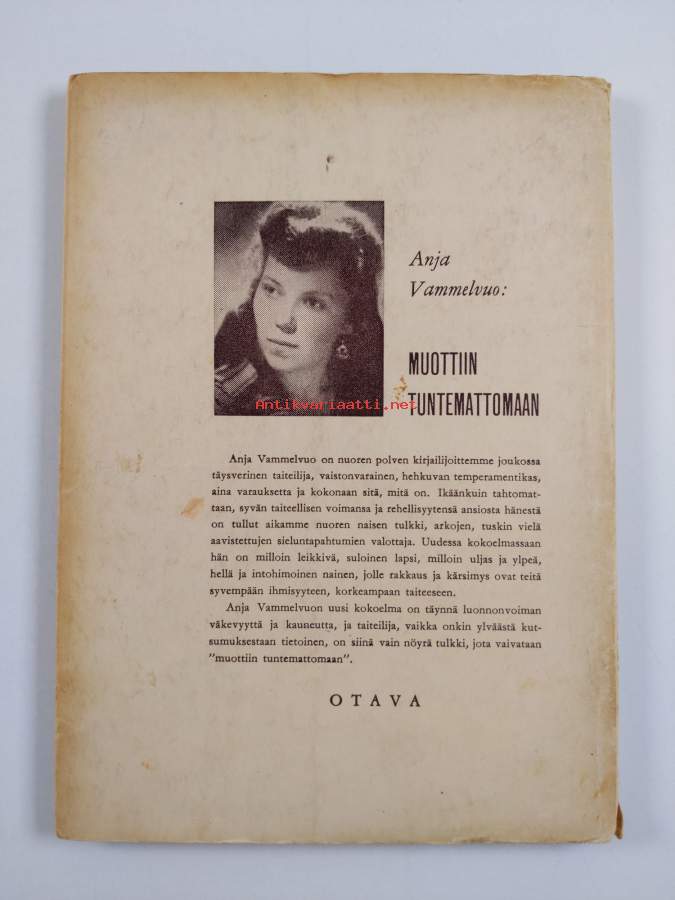 Anja
Vammelvuo:
MUOTTIIN
TUNTEMATTOMAAN
Antikvariaatti.net
Anja Vammelvuo on nuoren polven kirjailijoittemme joukossa
täysverinen taiteilija, vaistonvarainen, hehkuvan temperamentikas,
aina varauksetta ja kokonaan sitä, mitä on. Ikäänkuin tahtomat-
taan, syvän taiteellisen voimansa ja rehellisyytensä ansiosta hänestä
on tullut aikamme nuoren naisen tulkki, arkojen, tuskin vielä
aavistettujen sieluntapahtumien valottaja. Uudessa kokoelmassaan
hän on milloin leikkivä, suloinen lapsi, milloin uljas ja ylpeä,
hellä ja intohimoinen nainen, jolle rakkaus ja kärsimys ovat teitä
syvempään ihmisyyteen, korkeampaan taiteeseen.
Anja Vammelvuon uusi kokoelma on täynnä luonnonvoiman
väkevyyttä ja kauneutta, ja taiteilija, vaikka onkin ylväästä kut-
sumuksestaan tietoinen, on siinä vain nöyrä tulkki, jota vaivataan
"muottiin tuntemattomaan".
OTAVA